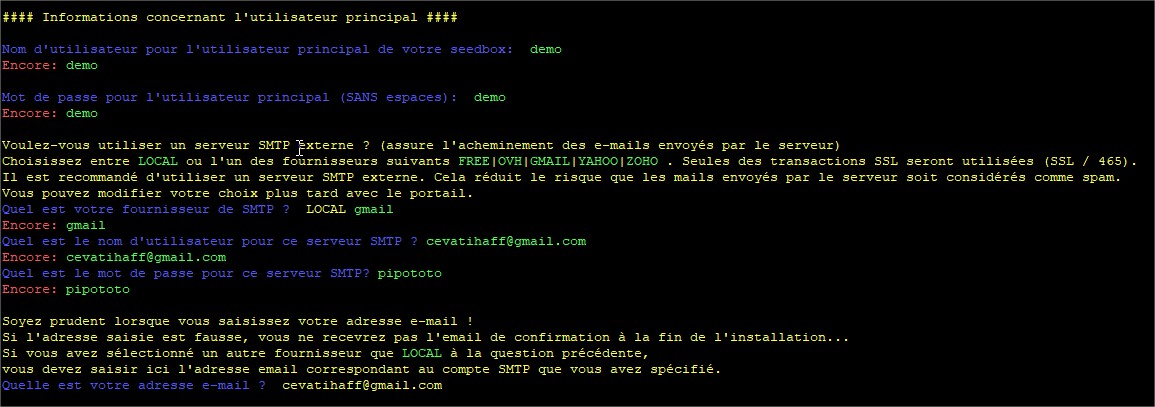 #### Informations concernant l'utilisateur principal ####
Nom d'utilisateur pour l'utilisateur principal de votre seedbox: demo
Encore: demo
Mot de passe pour l'utilisateur principal (SANS espaces): demo
Encore: demo
Voulez-vous utiliser un serveur SMTP externe ? (assure l'acheminement des e-mails envoyés par le serveur)
Choisissez entre LOCAL ou l'un des fournisseurs suivants FREE|OVH|GMAIL|YAHOO|ZOHO . Seules des transactions SSL seront utilisées (SSL / 465).
Il est recommandé d'utiliser un serveur SMTP externe. Cela réduit le risque que les mails envoyés par le serveur soit considérés comme spam.
Vous pouvez modifier votre choix plus tard avec le portail.
Quel est votre fournisseur de SMTP ? LOCAL gmail
Encore: gmail
Quel est le nom d'utilisateur pour ce serveur SMTP ? cevatihaff@gmail.com
Encore: cevatihaff@gmail.com
Quel est le mot de passe pour ce serveur SMTP? pipototo
Encore: pipototo
Soyez prudent lorsque vous saisissez votre adresse e-mail !
Si l'adresse saisie est fausse, vous ne recevrez pas l'email de confirmation à la fin de l'installation...
Si vous avez sélectionné un autre fournisseur que LOCAL à la question précédente,
vous devez saisir ici l'adresse email correspondant au compte SMTP que vous avez spécifié.
Quelle est votre adresse e-mail ? cevatihaff@gmail.com